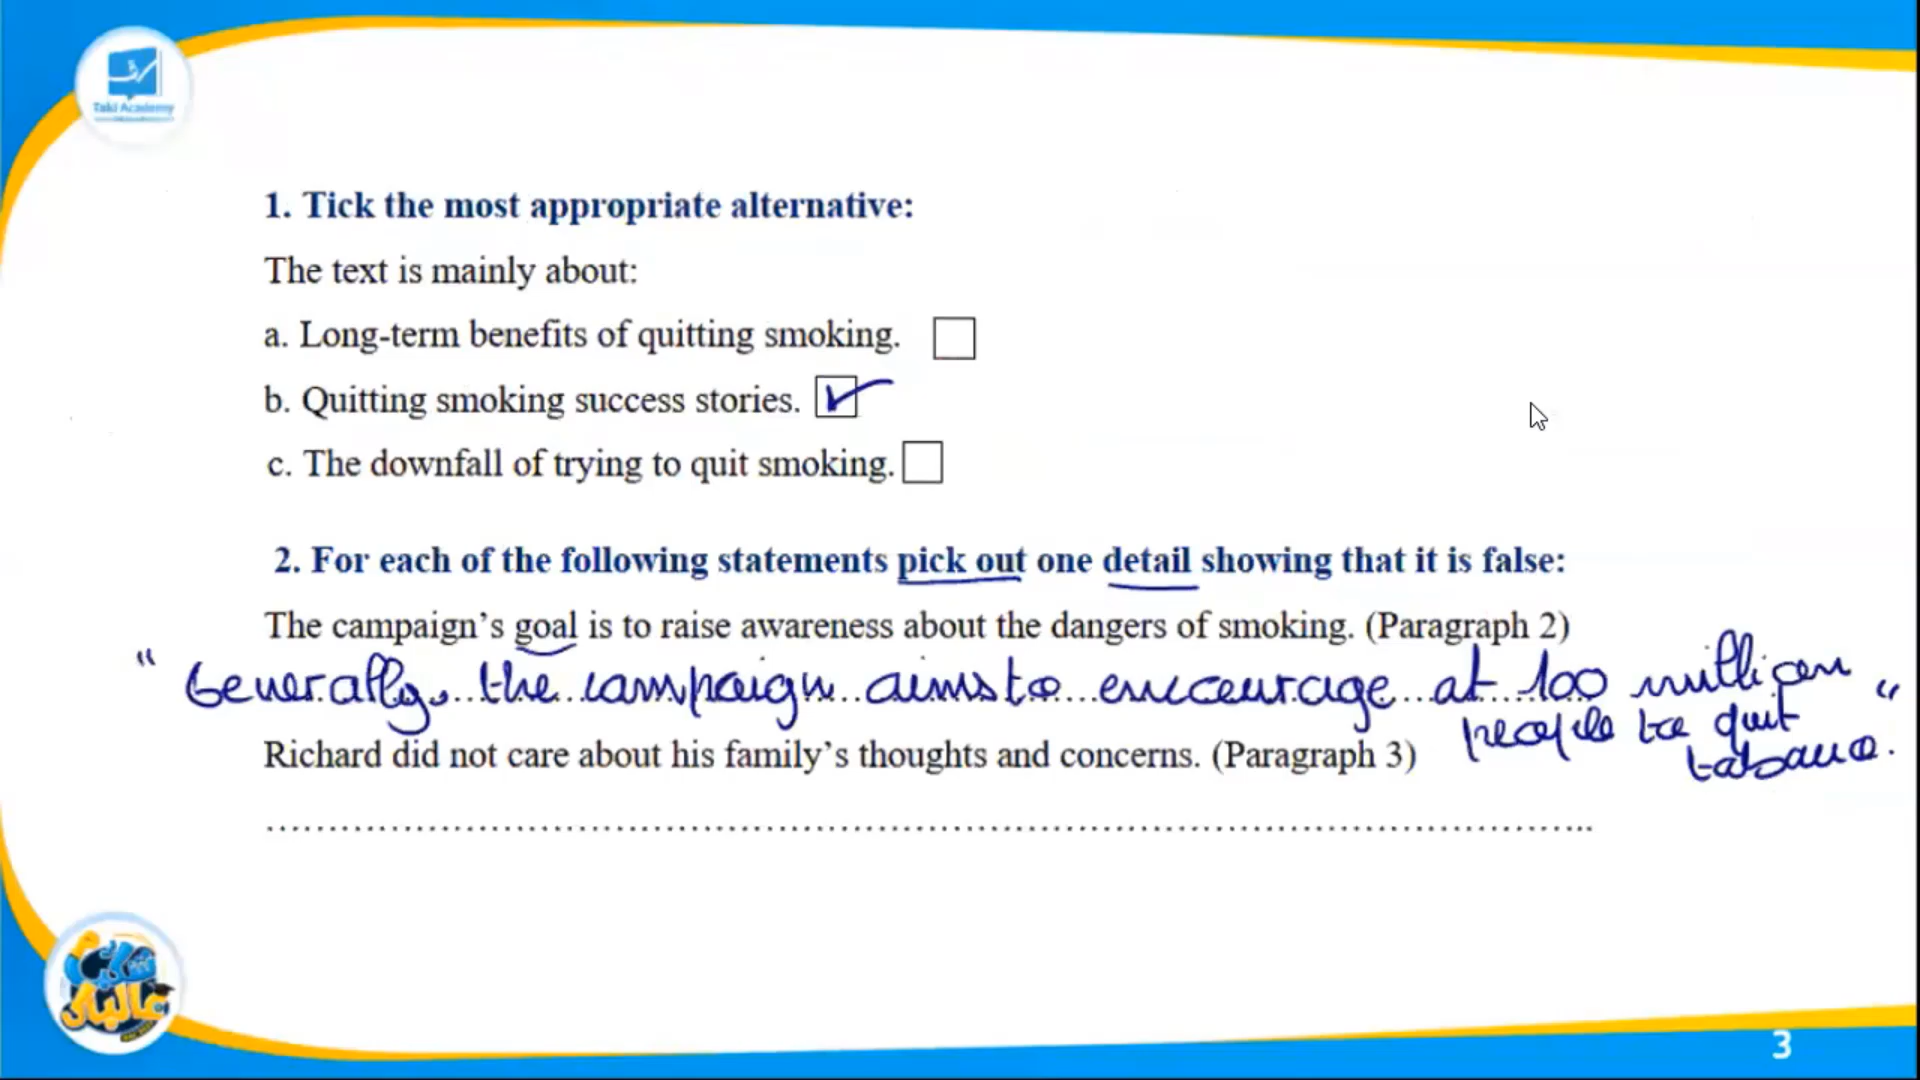 Taki Academy
1. Tick the most appropriate alternative:
The text is mainly about:
a. Long-term benefits of quitting smoking.
b. Quitting smoking success stories.
c. The downfall of trying to quit smoking.
2. For each of the following statements pick out one detail showing that it is false:
The campaign's goal is to raise awareness about the dangers of smoking. (Paragraph 2)
" Generally, the campaign aims to encourage at 100 million "
people to quit
tabacco.
Richard did not care about his family's thoughts and concerns. (Paragraph 3)
3